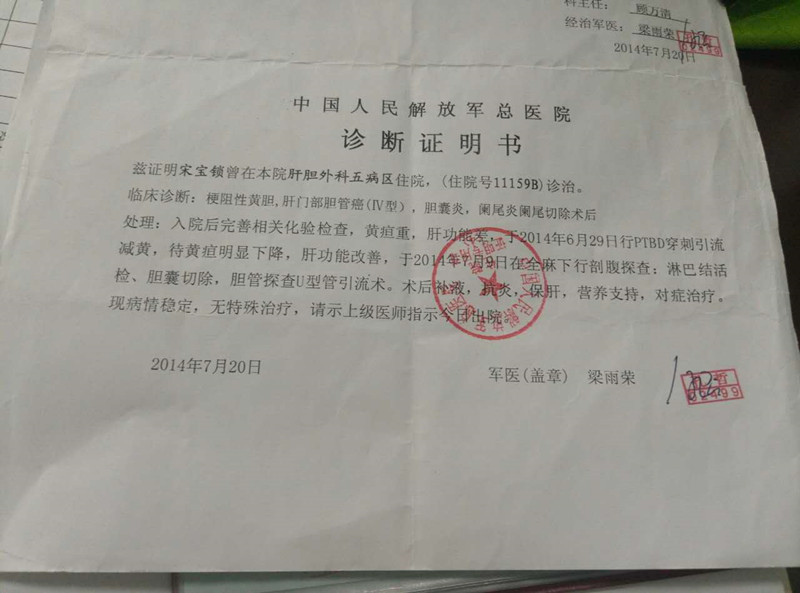 科主任： 顾万清
经治军医： 梁雨荣
2014年7月20日
中国人民解放军总医院
诊断证明书
兹证明宋宝锁曾在本院肝胆外科五病区住院，(住院号11159B)诊治。
临床诊断：梗阻性黄胆,肝门部胆管癌(Ⅳ型)，胆囊炎，阑尾炎阑尾切除术后
处理：入院后完善相关化验检查，黄疸重，肝功能差，于2014年6月29日行PTBD穿刺引流
减黄，待黄疸明显下降，肝功能改善，于2014年7月9日在全麻下行剖腹探查：淋巴结活
检、胆囊切除，胆管探查U型管引流术。术后补液，抗炎，保肝，营养支持，对症治疗。
现病情稳定，无特殊治疗，请示上级医师指示今日出院。
2014年7月20日
军医(盖章) 梁雨荣